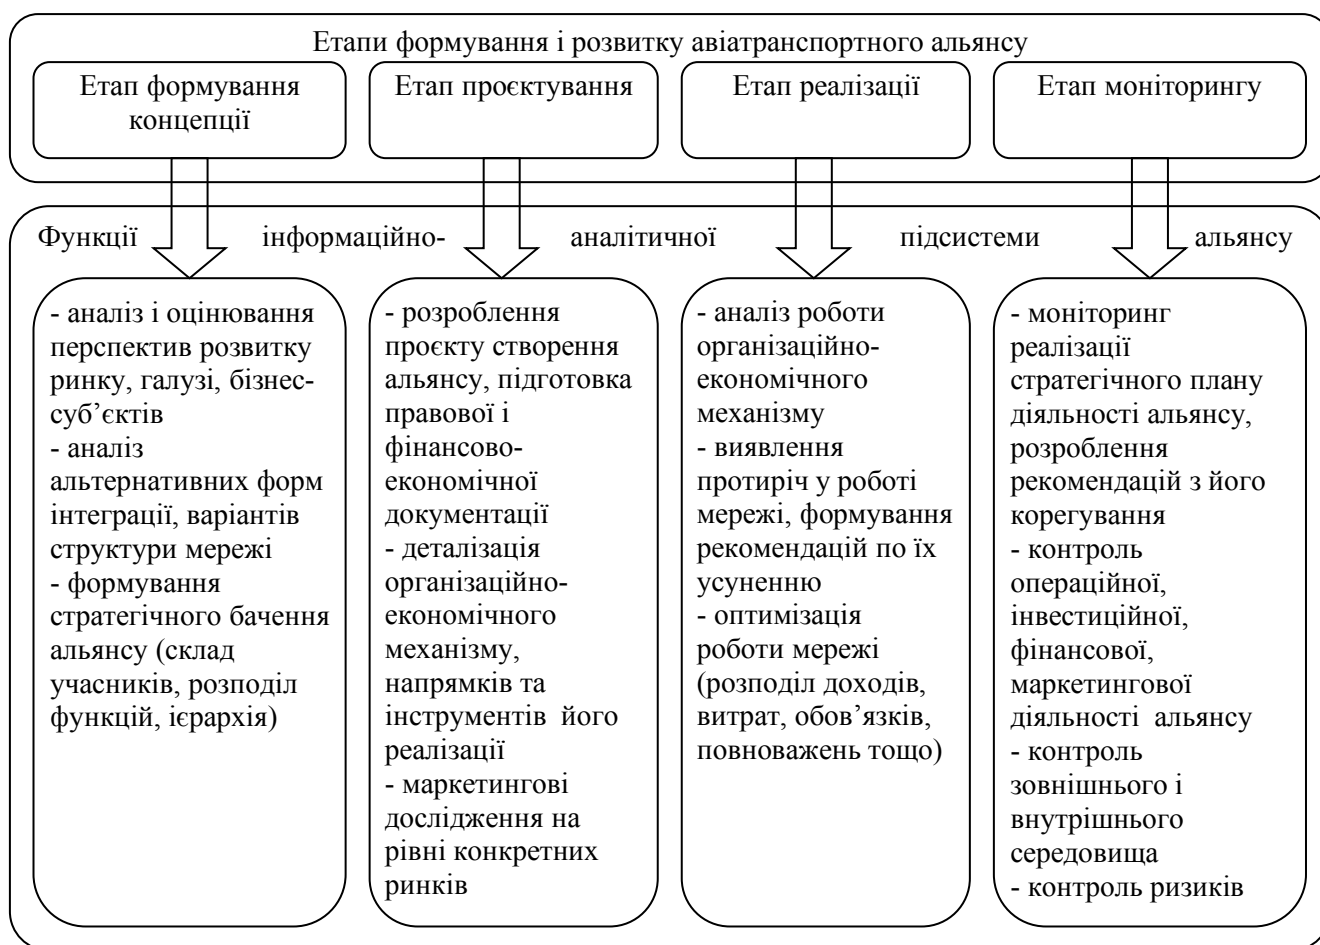 Етапи формування і розвитку авіатранспортного альянсу
Етап формування
концепції
Етап проєктування
Етап реалізації
Етап моніторингу
Функції інформаційно- аналітичної підсистеми альянсу
- аналіз і оцінювання
перспектив розвитку
ринку, галузі, бізнес-
суб’єктів
- аналіз
альтернативних форм
інтеграції, варіантів
структури мережі
- формування
стратегічного бачення
альянсу (склад
учасників, розподіл
функцій, ієрархія)
- розроблення
проєкту створення
альянсу, підготовка
правової і
фінансово-
економічної
документації
- деталізація
організаційно-
економічного
механізму,
напрямків та
інструментів його
реалізації
- маркетингові
дослідження на
рівні конкретних
ринків
- аналіз роботи
організаційно-
економічного
механізму
- виявлення
протиріч у роботі
мережі, формування
рекомендацій по їх
усуненню
- оптимізація
роботи мережі
(розподіл доходів,
витрат, обов’язків,
повноважень тощо)
- моніторинг
реалізації
стратегічного плану
діяльності альянсу,
розроблення
рекомендацій з його
корегування
- контроль
операційної,
інвестиційної,
фінансової,
маркетингової
діяльності альянсу
- контроль
зовнішнього і
внутрішнього
середовища
- контроль ризиків